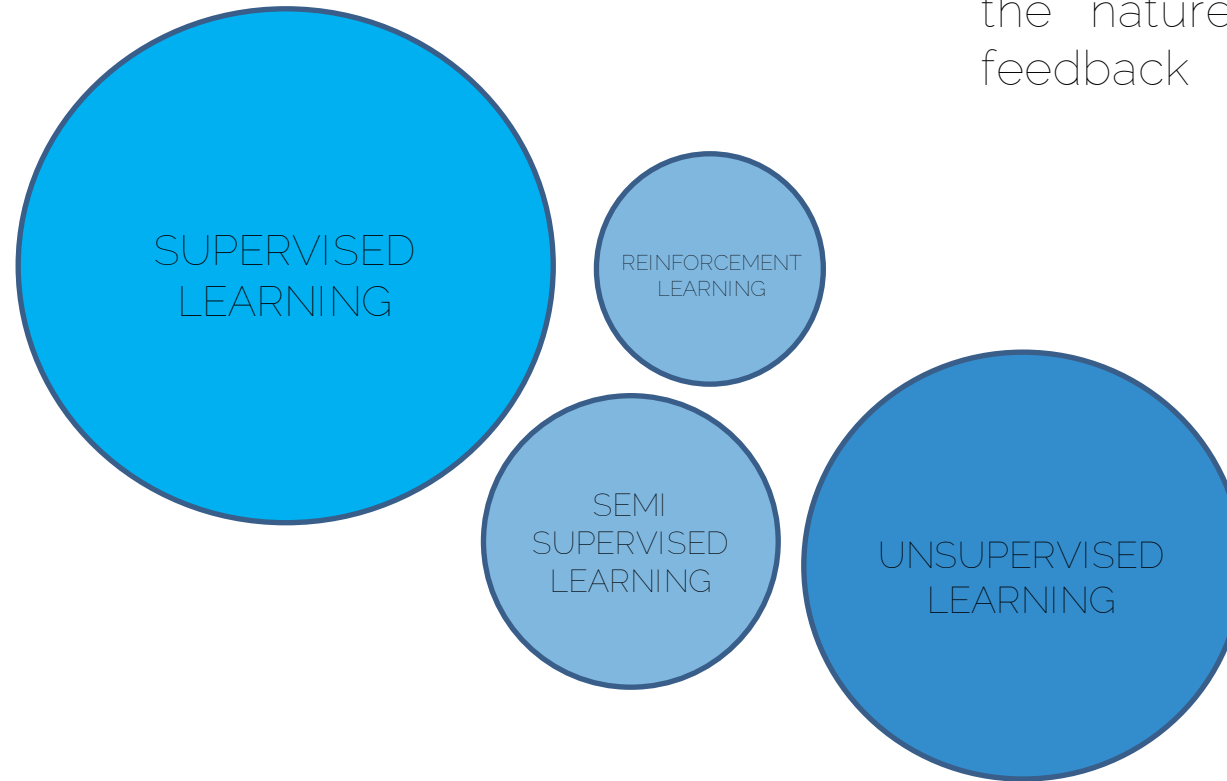 the nature
feedback
SUPERVISED
LEARNING
REINFORCEMENT
LEARNING
SEMI
SUPERVISED
LEARNING
UNSUPERVISED
LEARNING